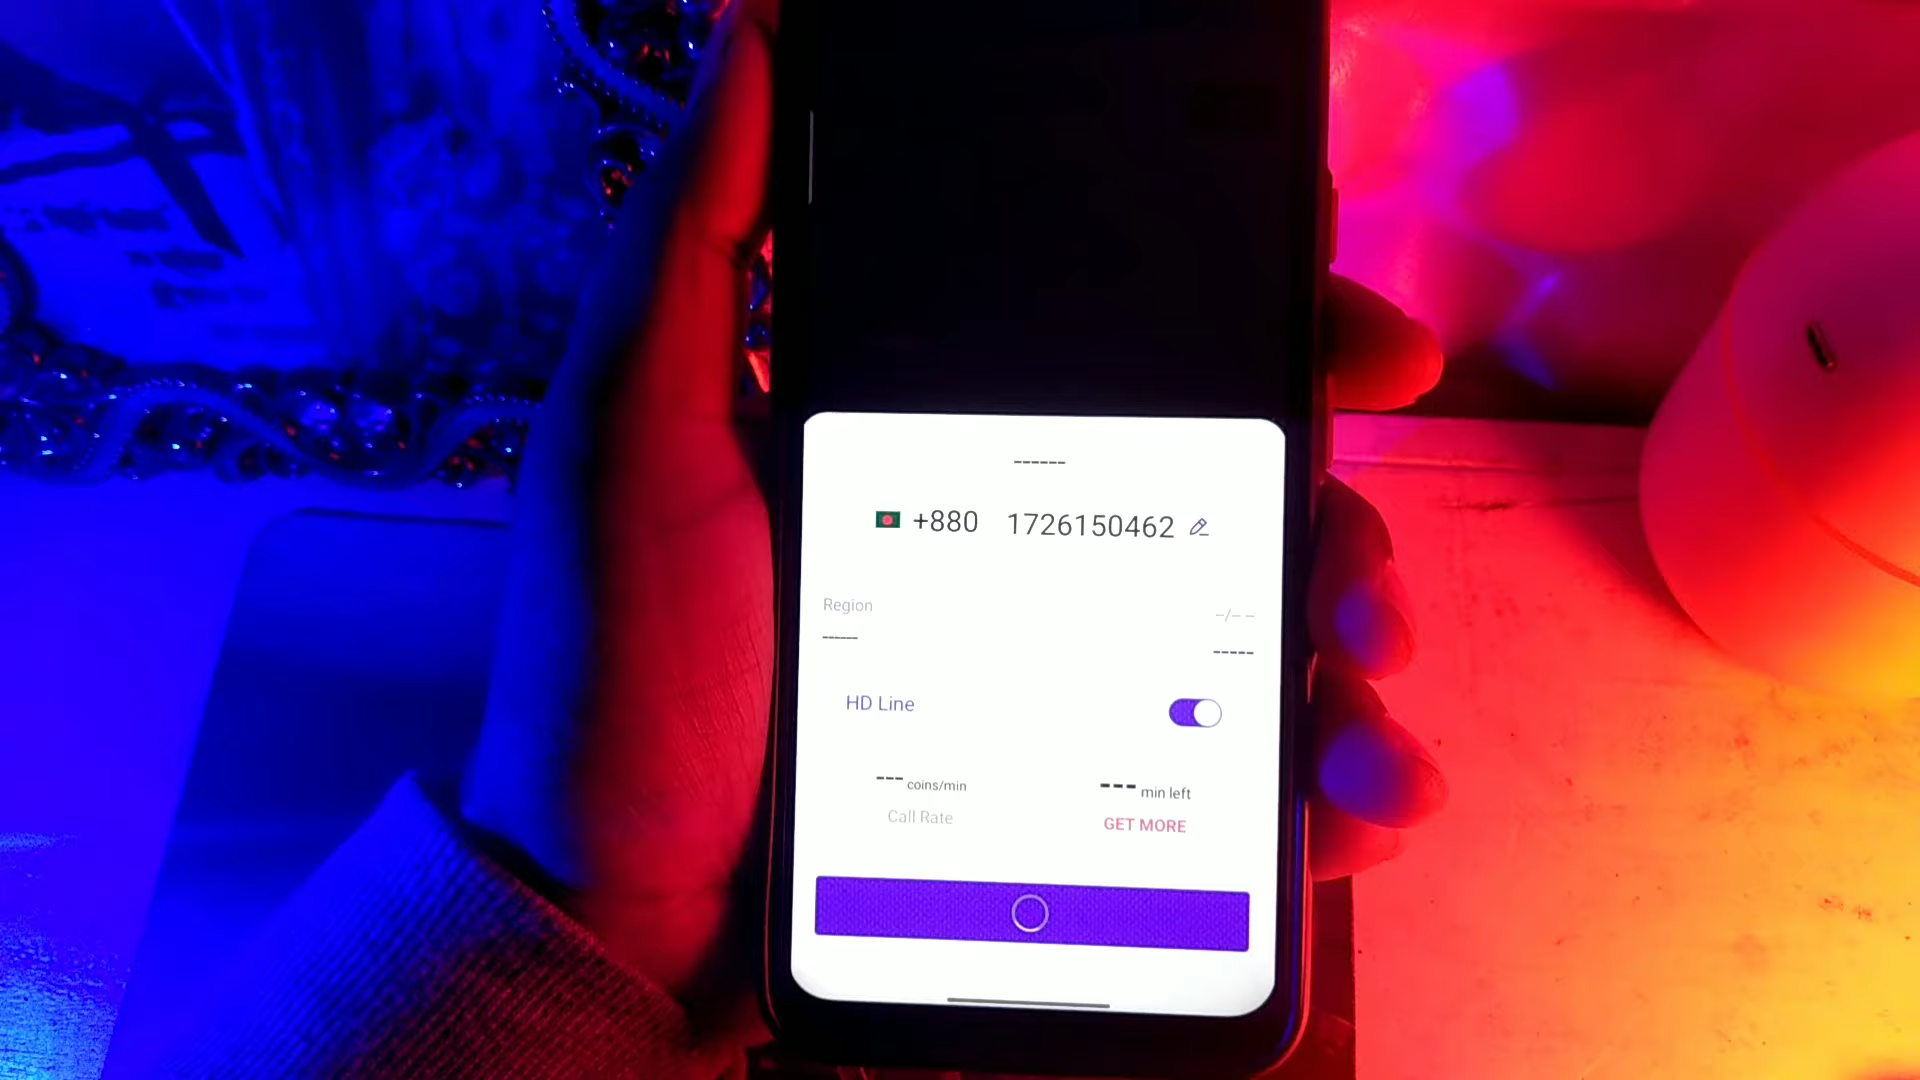 ------
+880 1726150462
Region
--/-- --
------
-----
HD Line
--- coins/min
--- min left
Call Rate
GET MORE